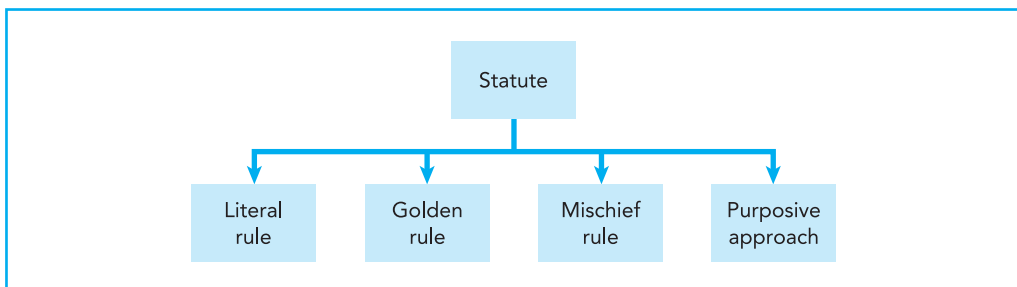 Statute
Literal
rule
Golden
rule
Mischief
rule
Purposive
approach